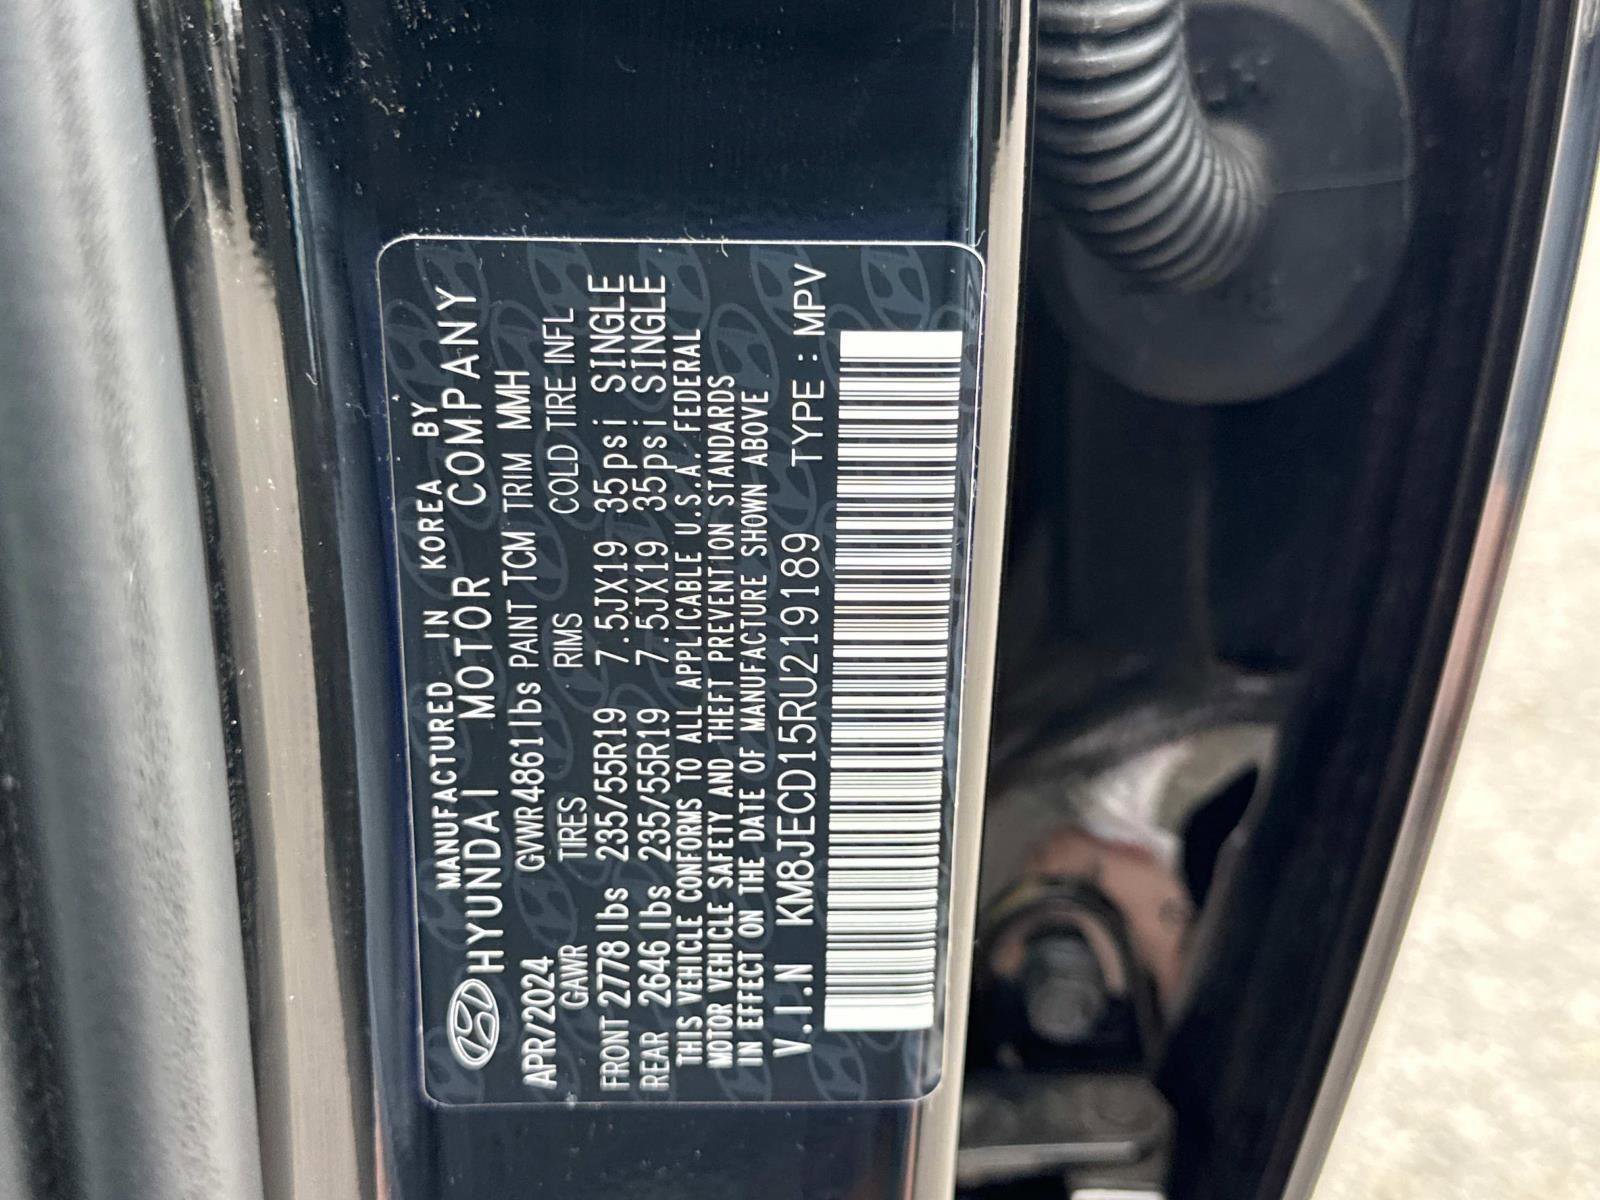 MANUFACTURED IN KOREA BY
HYUNDAI MOTOR COMPANY
APR/2024 GVWR4861lbs PAINT TCM TRIM MMH
GAWR TIRES RIMS COLD TIRE INFL
FRONT 2778 lbs 235/55R19 7.5JX19 35psi SINGLE
REAR 2646 lbs 235/55R19 7.5JX19 35psi SINGLE
THIS VEHICLE CONFORMS TO ALL APPLICABLE U.S.A. FEDERAL
MOTOR VEHICLE SAFETY AND THEFT PREVENTION STANDARDS
IN EFFECT ON THE DATE OF MANUFACTURE SHOWN ABOVE
V.I.N KM8JECD15RU219189 TYPE : MPV